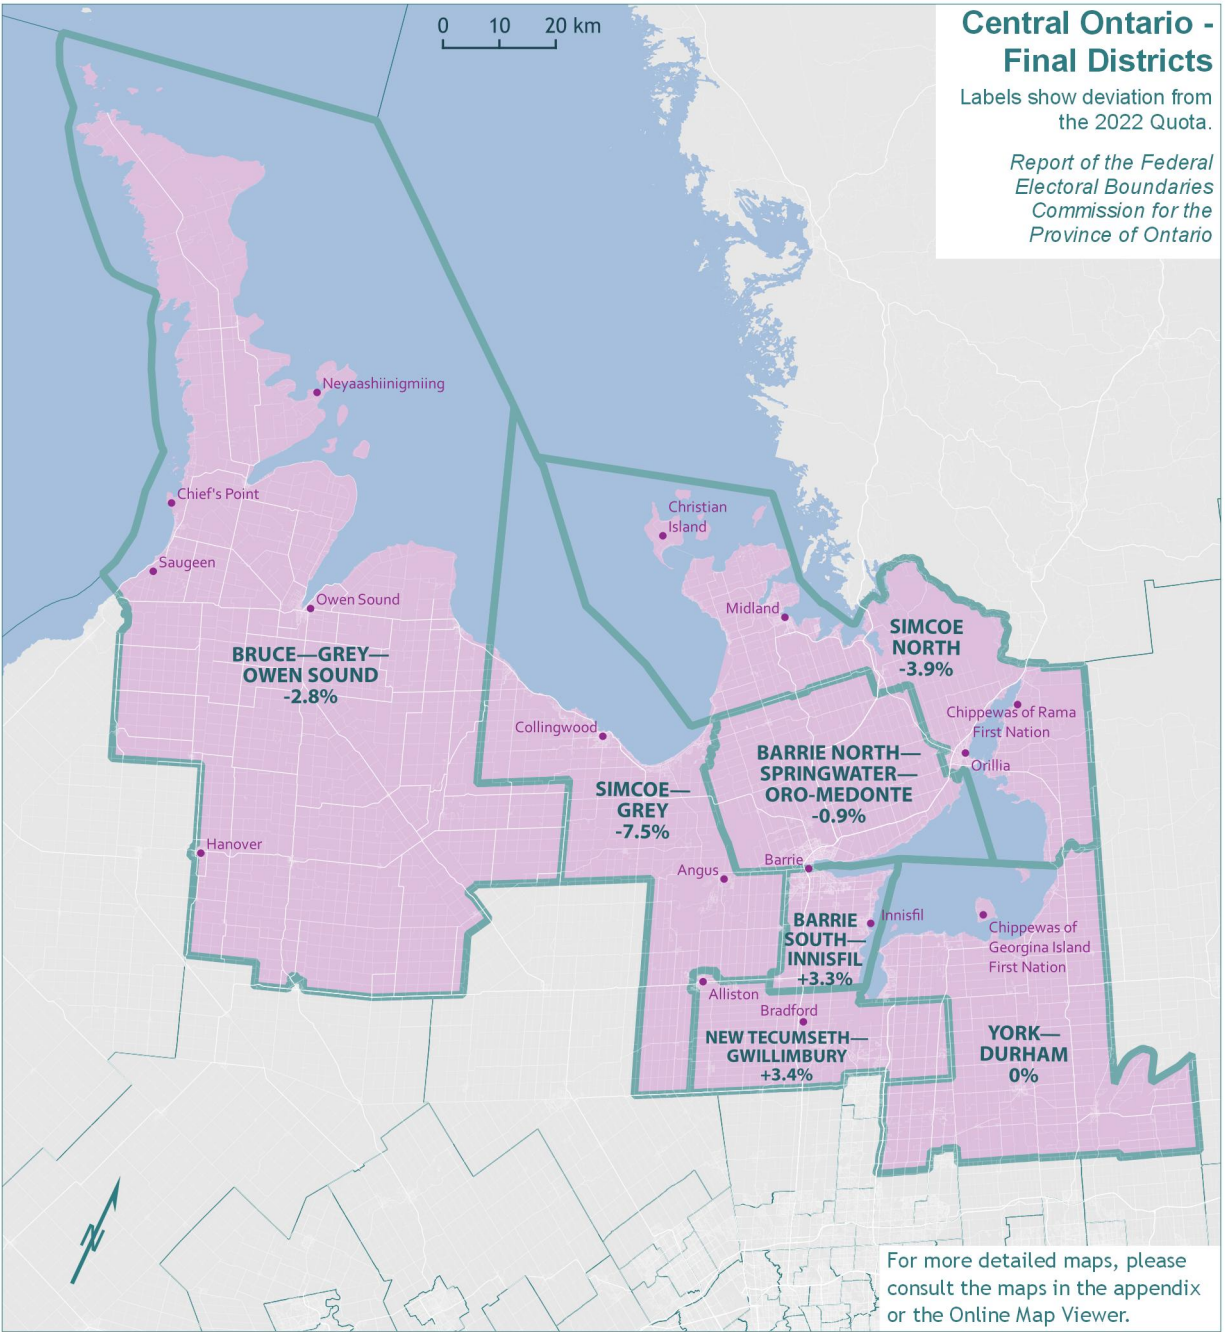 0 10 20 km
Central Ontario -
Final Districts
Labels show deviation from
the 2022 Quota.
Report of the Federal
Electoral Boundaries
Commission for the
Province of Ontario
Neyaashiinigmiing
Chief's Point
Christian
Island
Saugeen
Owen Sound
Midland
SIMCOE
NORTH
-3.9%
BRUCE—GREY—
OWEN SOUND
-2.8%
Chippewas of Rama
First Nation
Collingwood
BARRIE NORTH—
SPRINGWATER—
ORO-MEDONTE
-0.9%
Orillia
SIMCOE—
GREY
-7.5%
Hanover
Angus
Barrie
BARRIE
SOUTH—
INNISFIL
+3.3%
Innisfil
Chippewas of
Georgina Island
First Nation
Alliston
Bradford
NEW TECUMSETH—
GWILLIMBURY
+3.4%
YORK—
DURHAM
0%
N
For more detailed maps, please
consult the maps in the appendix
or the Online Map Viewer.